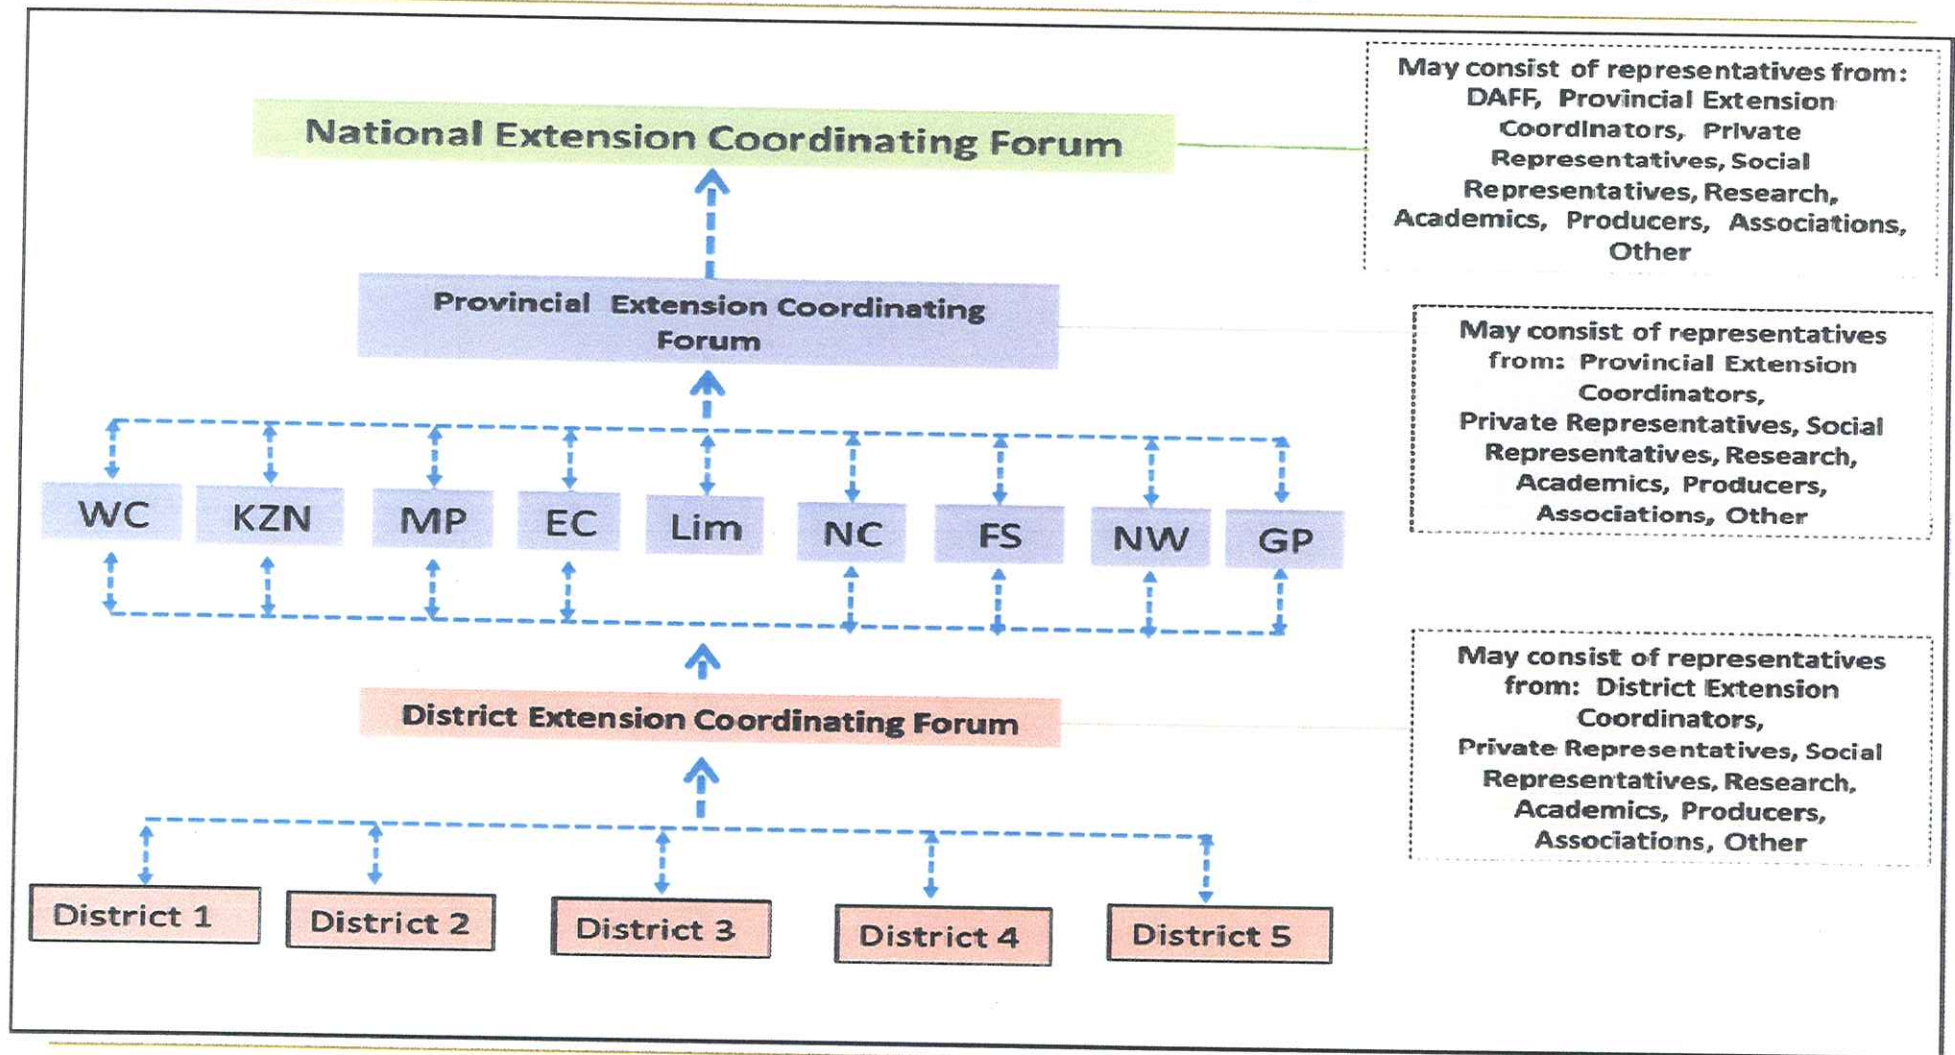 National Extension Coordinating Forum
May consist of representatives from:
DAFF, Provincial Extension
Coordinators, Private
Representatives, Social
Representatives, Research,
Academics, Producers, Associations,
Other
Provincial Extension Coordinating
Forum
May consist of representatives
from: Provincial Extension
Coordinators,
Private Representatives, Social
Representatives, Research,
Academics, Producers,
Associations, Other
WC
KZN
MP
EC
Lim
NC
FS
NW
GP
District Extension Coordinating Forum
May consist of representatives
from: District Extension
Coordinators,
Private Representatives, Social
Representatives, Research,
Academics, Producers,
Associations, Other
District 1
District 2
District 3
District 4
District 5